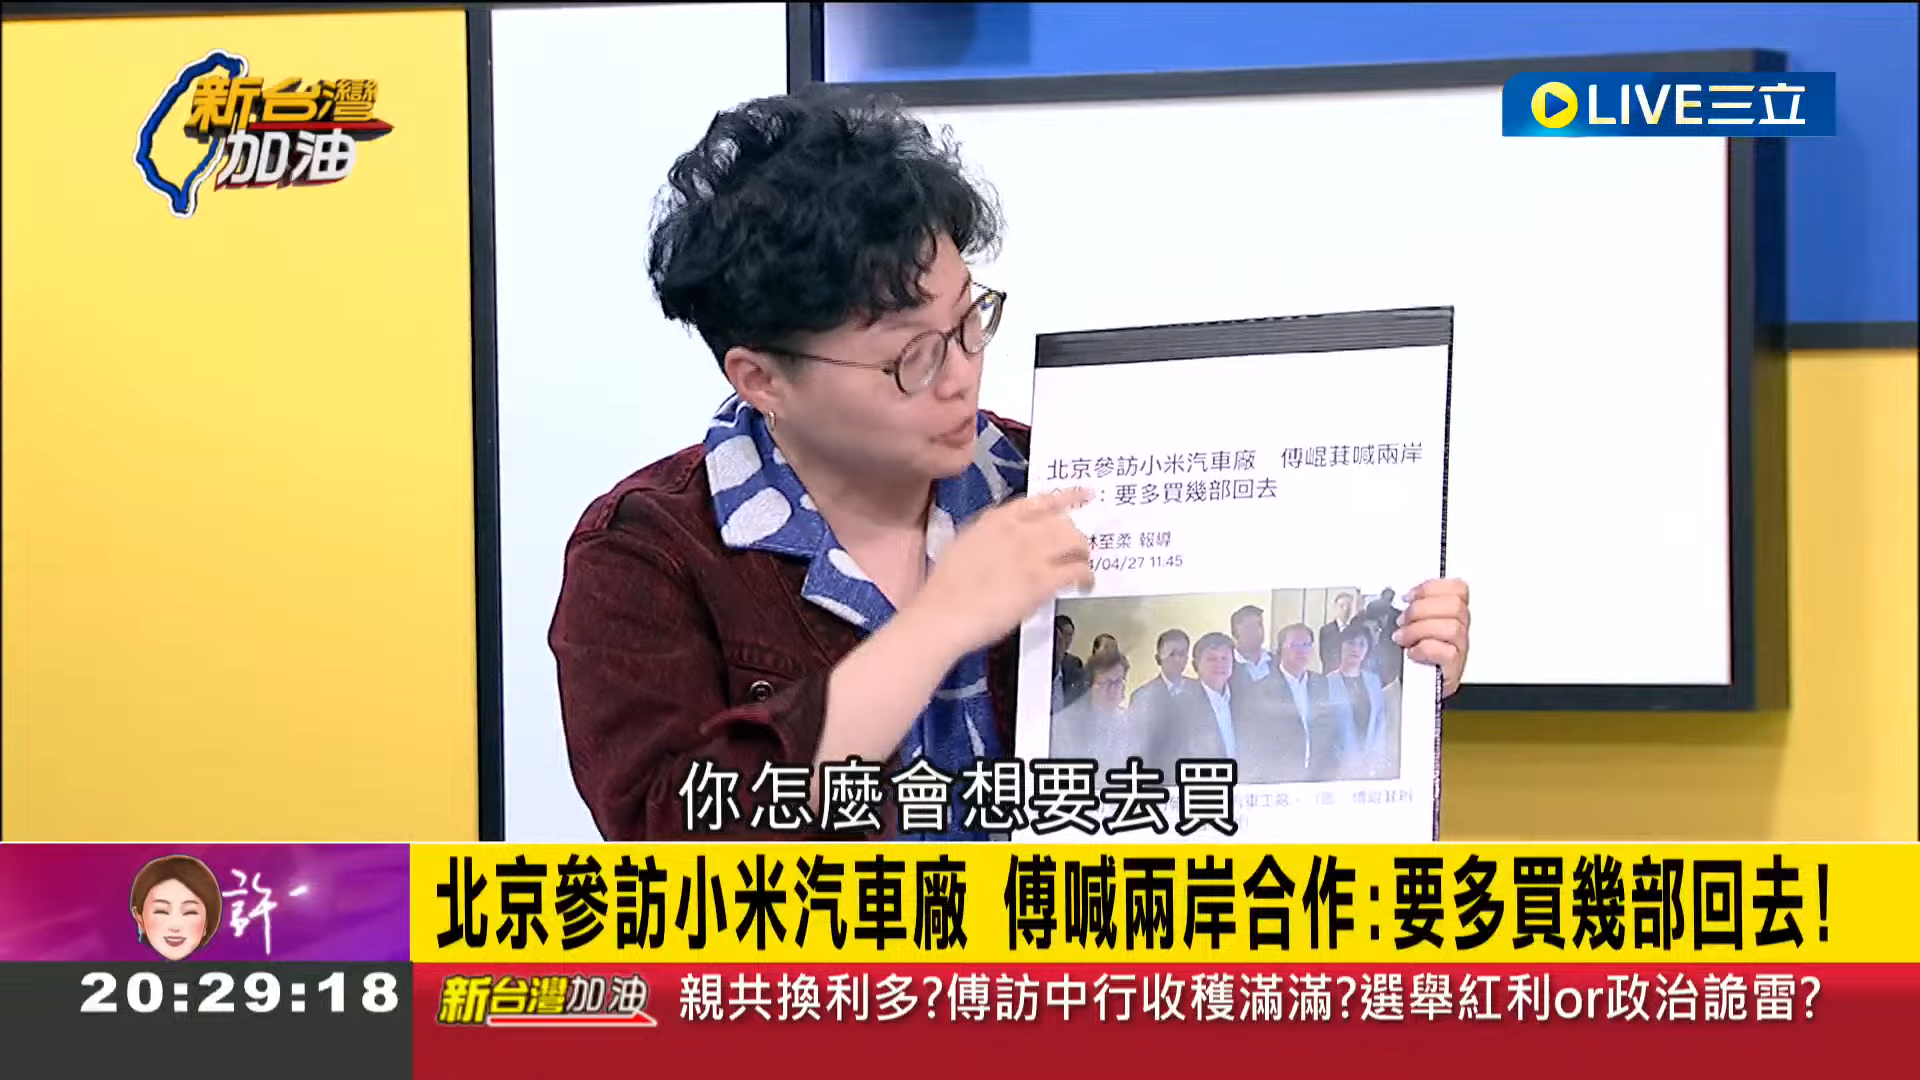 新台灣
加油
LIVE三立
北京參訪小米汽車廠　傅崐萁喊兩岸
合作：要多買幾部回去
林至柔 報導
4/04/27 11:45
你怎麼會想要去買
許
北京參訪小米汽車廠 傅喊兩岸合作:要多買幾部回去!
20:29:18
新台灣加油
親共換利多?傅訪中行收穫滿滿?選舉紅利or政治詭雷?